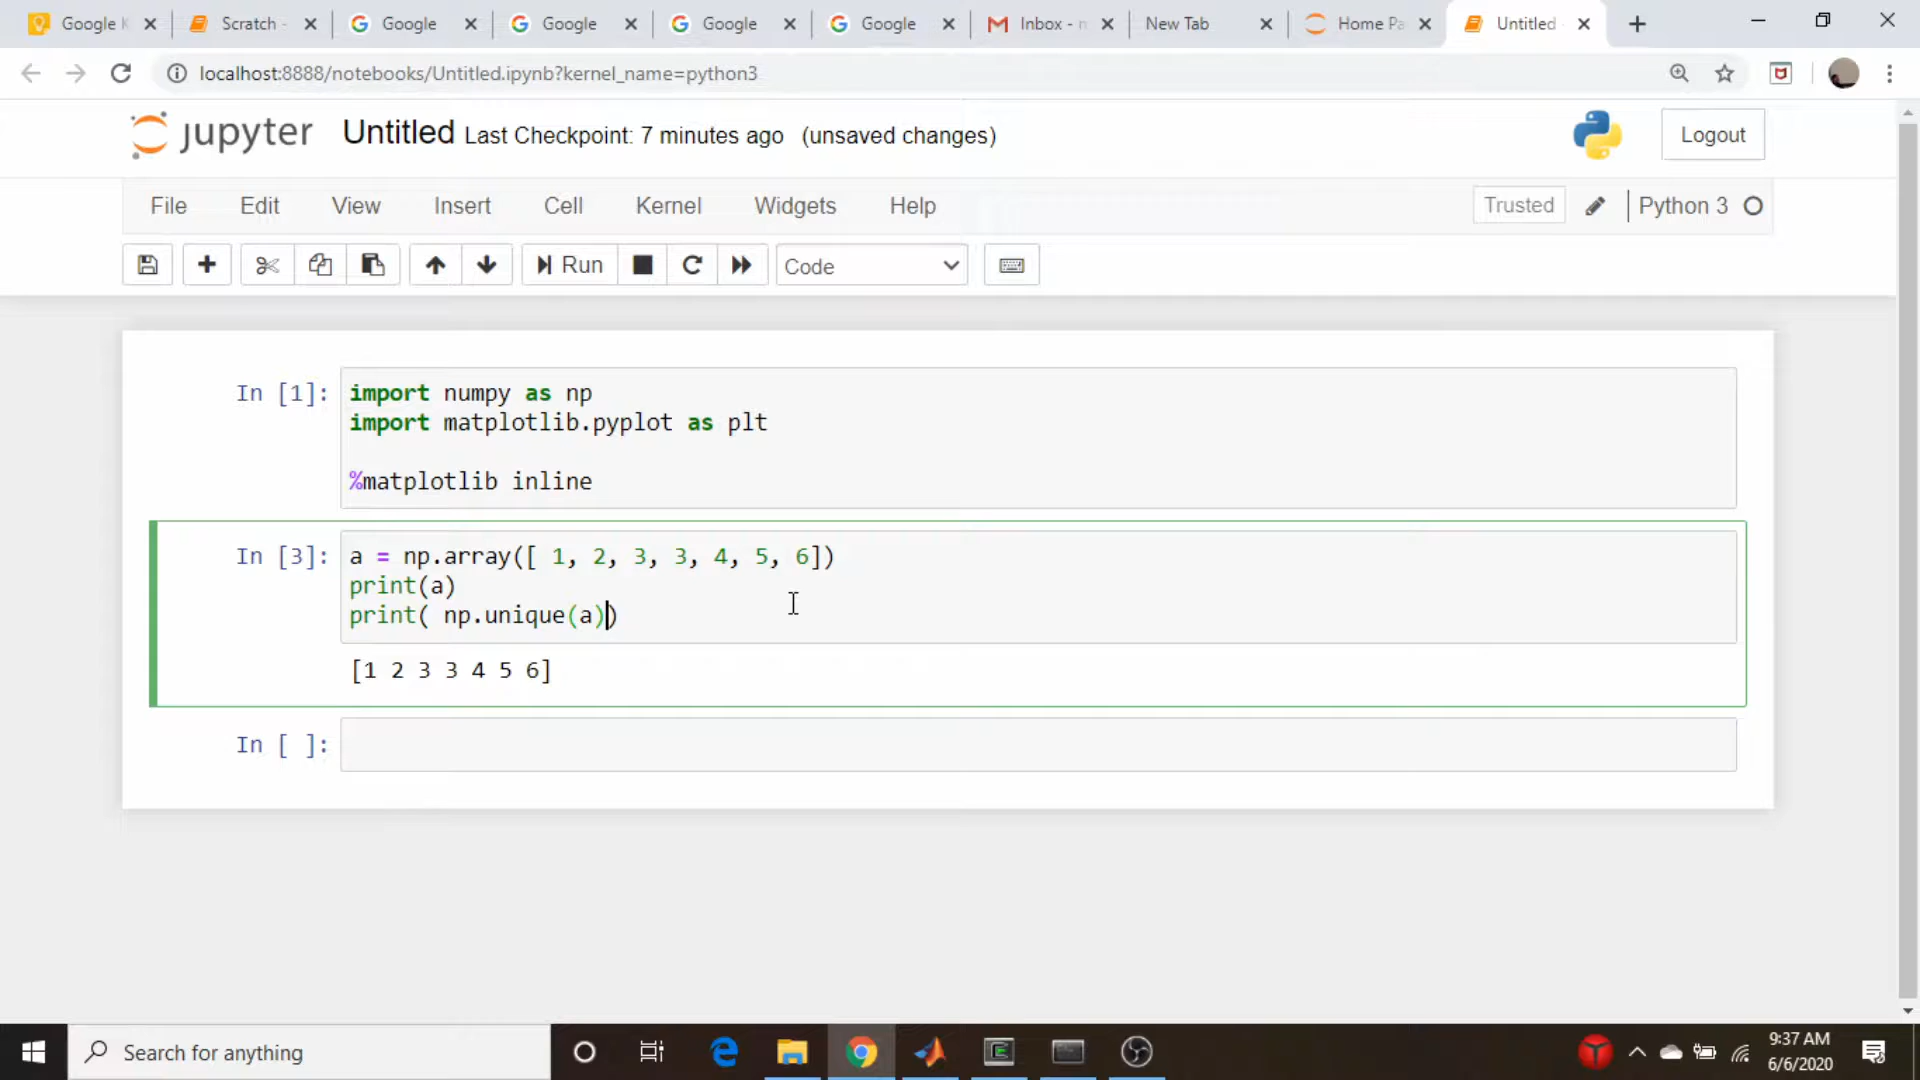 Google K
Scratch -
Google
Google
Google
Google
Inbox - n
New Tab
Home Pa
Untitled -
localhost:8888/notebooks/Untitled.ipynb?kernel_name=python3
jupyter Untitled Last Checkpoint: 7 minutes ago (unsaved changes)
Logout
File Edit View Insert Cell Kernel Widgets Help
Trusted Python 3
Run Code
In [1]: import numpy as np
import matplotlib.pyplot as plt
%matplotlib inline
In [3]: a = np.array([ 1, 2, 3, 3, 4, 5, 6])
print(a)
print( np.unique(a))
[1 2 3 3 4 5 6]
In [ ]:
Search for anything
9:37 AM
6/6/2020